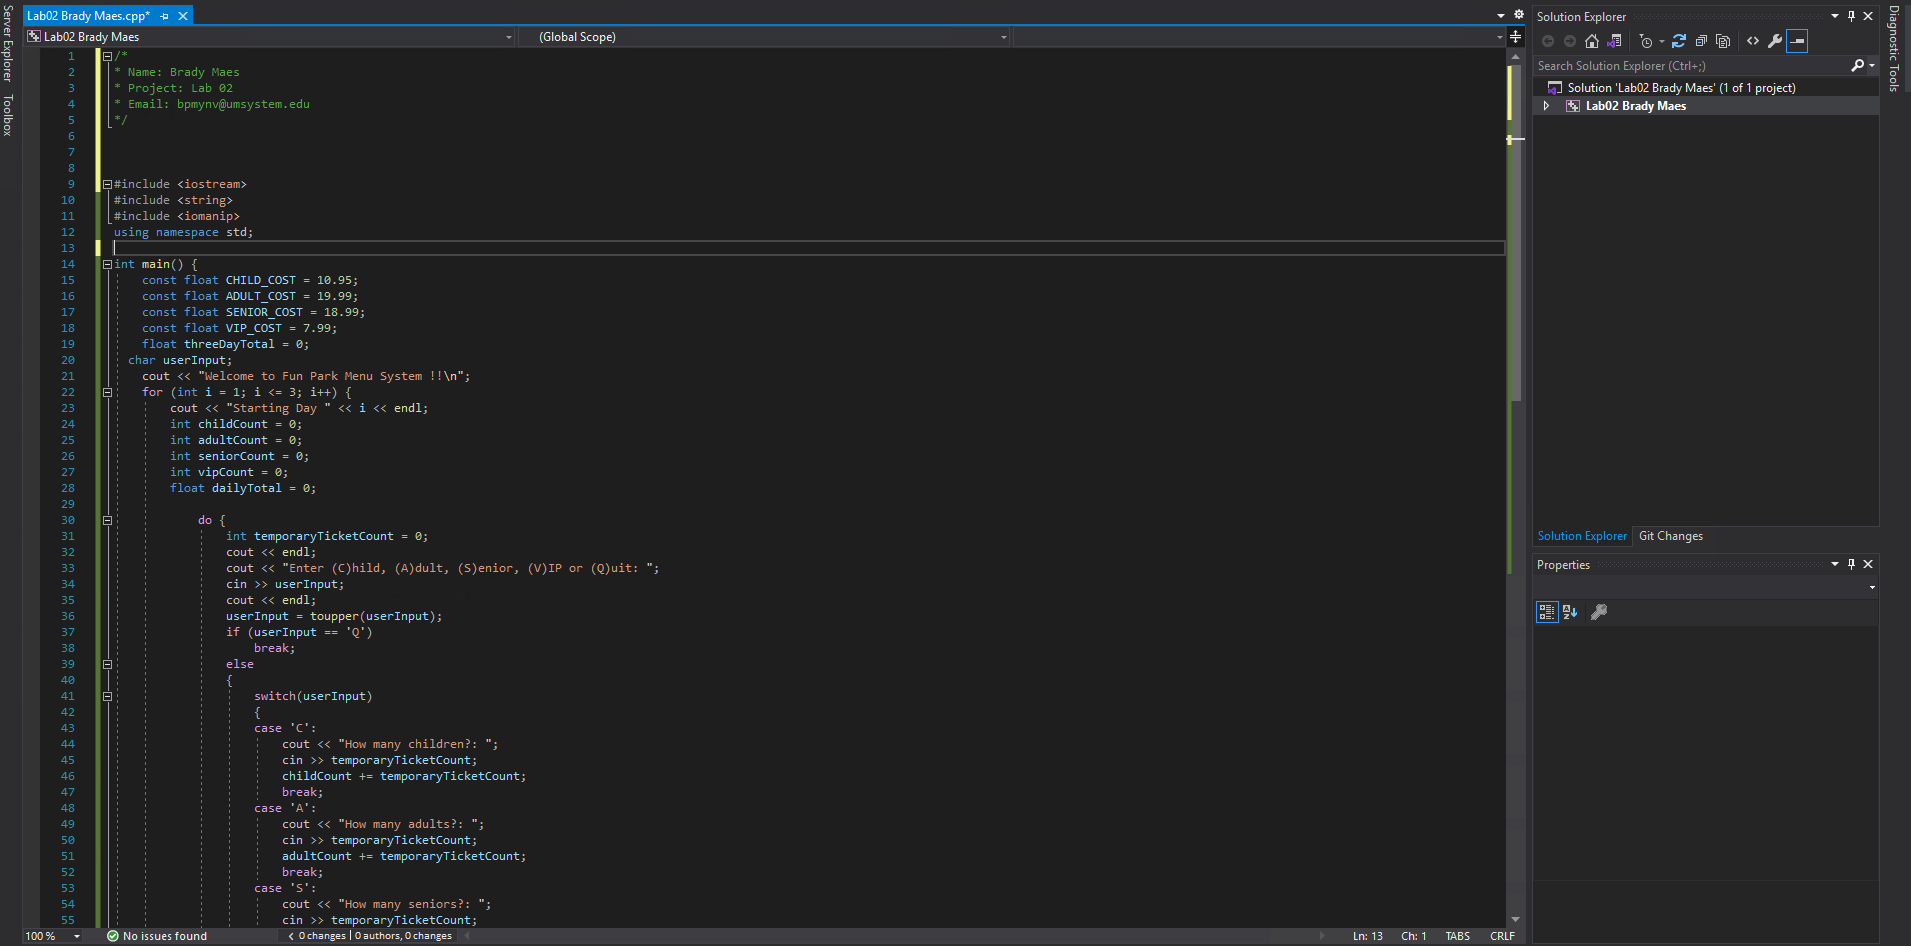 Server Explorer
Toolbox
Lab02 Brady Maes.cpp*
Lab02 Brady Maes
(Global Scope)
1 /*
2 * Name: Brady Maes
3 * Project: Lab 02
4 * Email: bpmynv@umsystem.edu
5 */
6
7
8
9 #include <iostream>
10 #include <string>
11 #include <iomanip>
12 using namespace std;
13
14 int main() {
15 const float CHILD_COST = 10.95;
16 const float ADULT_COST = 19.99;
17 const float SENIOR_COST = 18.99;
18 const float VIP_COST = 7.99;
19 float threeDayTotal = 0;
20 char userInput;
21 cout << "Welcome to Fun Park Menu System !!\n";
22 for (int i = 1; i <= 3; i++) {
23 cout << "Starting Day " << i << endl;
24 int childCount = 0;
25 int adultCount = 0;
26 int seniorCount = 0;
27 int vipCount = 0;
28 float dailyTotal = 0;
29
30 do {
31 int temporaryTicketCount = 0;
32 cout << endl;
33 cout << "Enter (C)hild, (A)dult, (S)enior, (V)IP or (Q)uit: ";
34 cin >> userInput;
35 cout << endl;
36 userInput = toupper(userInput);
37 if (userInput == 'Q')
38 break;
39 else
40 {
41 switch(userInput)
42 {
43 case 'C':
44 cout << "How many children?: ";
45 cin >> temporaryTicketCount;
46 childCount += temporaryTicketCount;
47 break;
48 case 'A':
49 cout << "How many adults?: ";
50 cin >> temporaryTicketCount;
51 adultCount += temporaryTicketCount;
52 break;
53 case 'S':
54 cout << "How many seniors?: ";
55 cin >> temporaryTicketCount;
100 %
No issues found
0 changes | 0 authors, 0 changes
Ln: 13
Ch: 1
TABS
CRLF
Solution Explorer
Search Solution Explorer (Ctrl+;)
Solution 'Lab02 Brady Maes' (1 of 1 project)
Lab02 Brady Maes
Solution Explorer
Git Changes
Properties
Diagnostic Tools